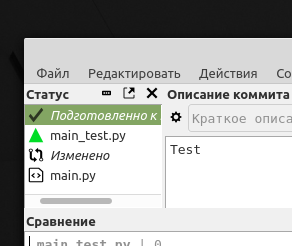 Файл Редактировать Действия
Статус
Описание коммита
Подготовленно к
main_test.py
Изменено
main.py
Краткое описа
Test
Сравнение
main_test.py | 0